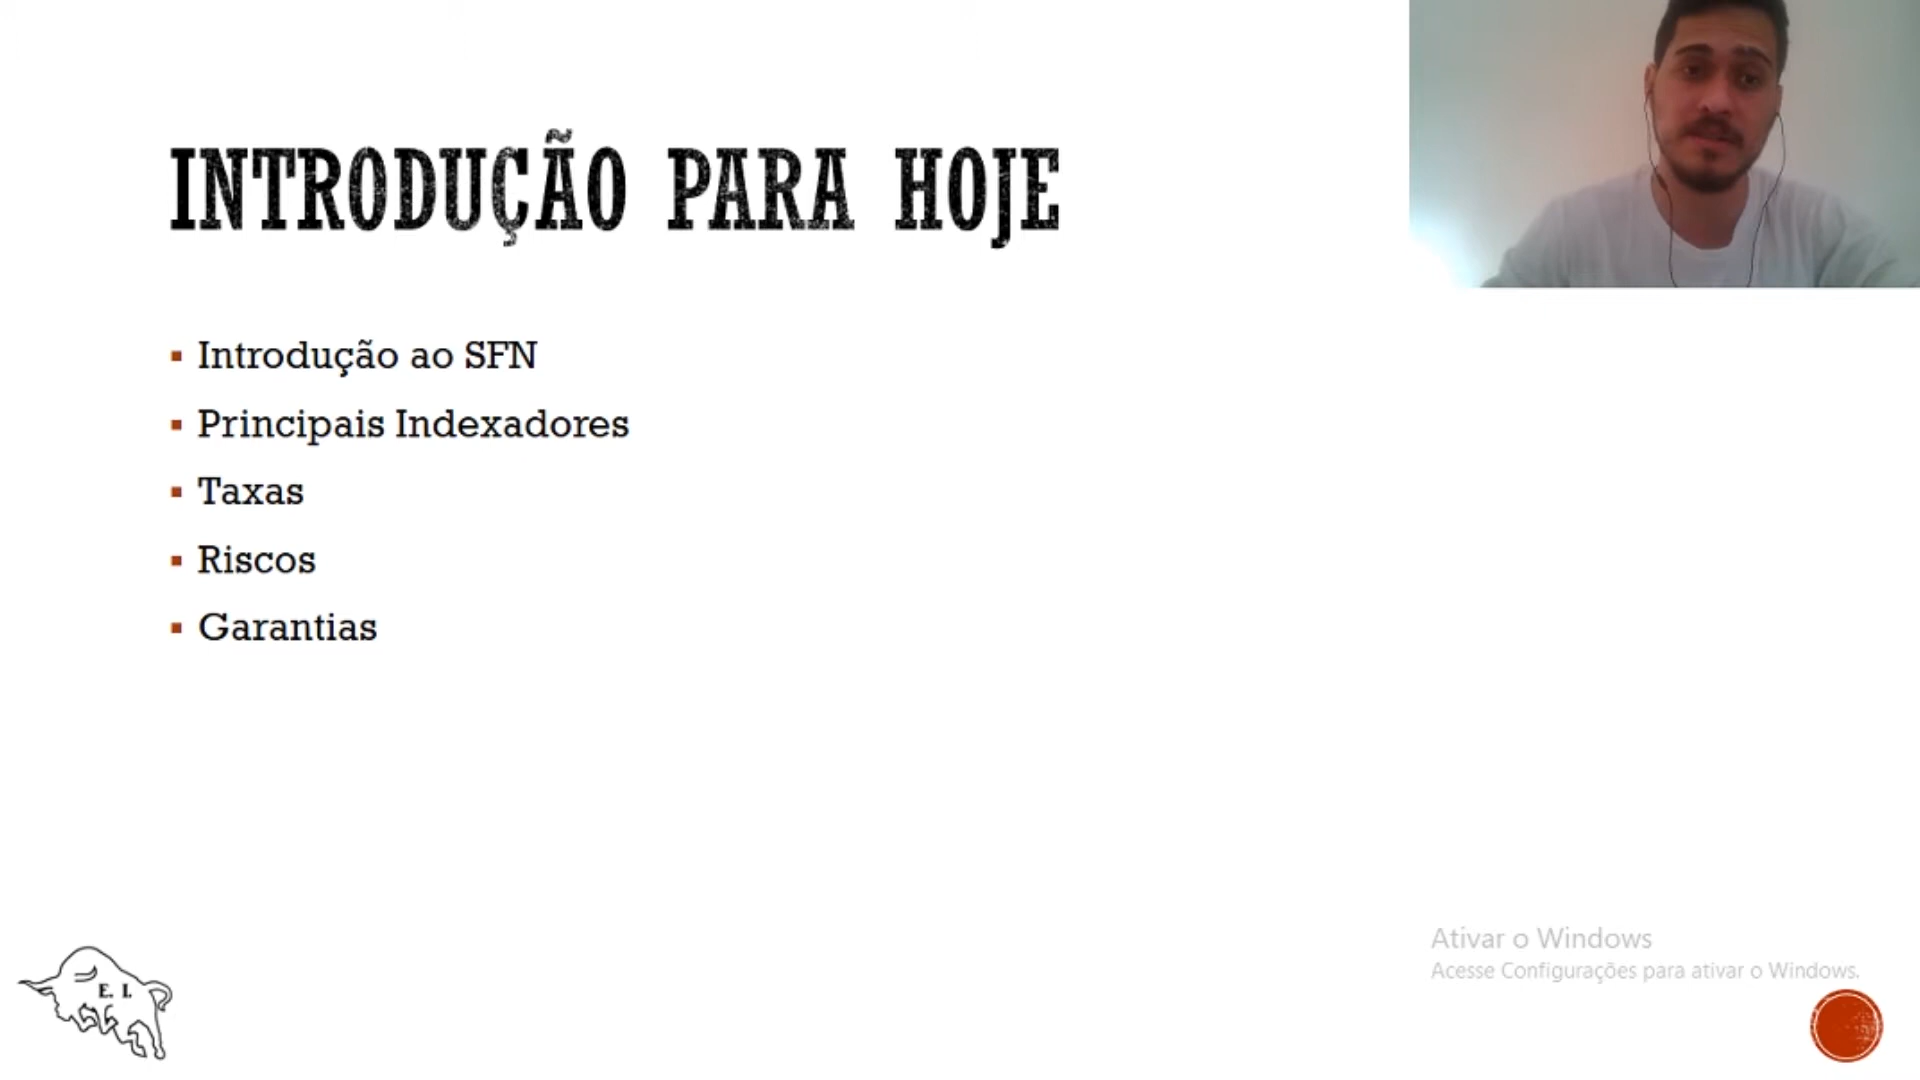 INTRODUÇÃO PARA HOJE
Introdução ao SFN
Principais Indexadores
Taxas
Riscos
Garantias
E. I.
Ativar o Windows
Acesse Configurações para ativar o Windows.